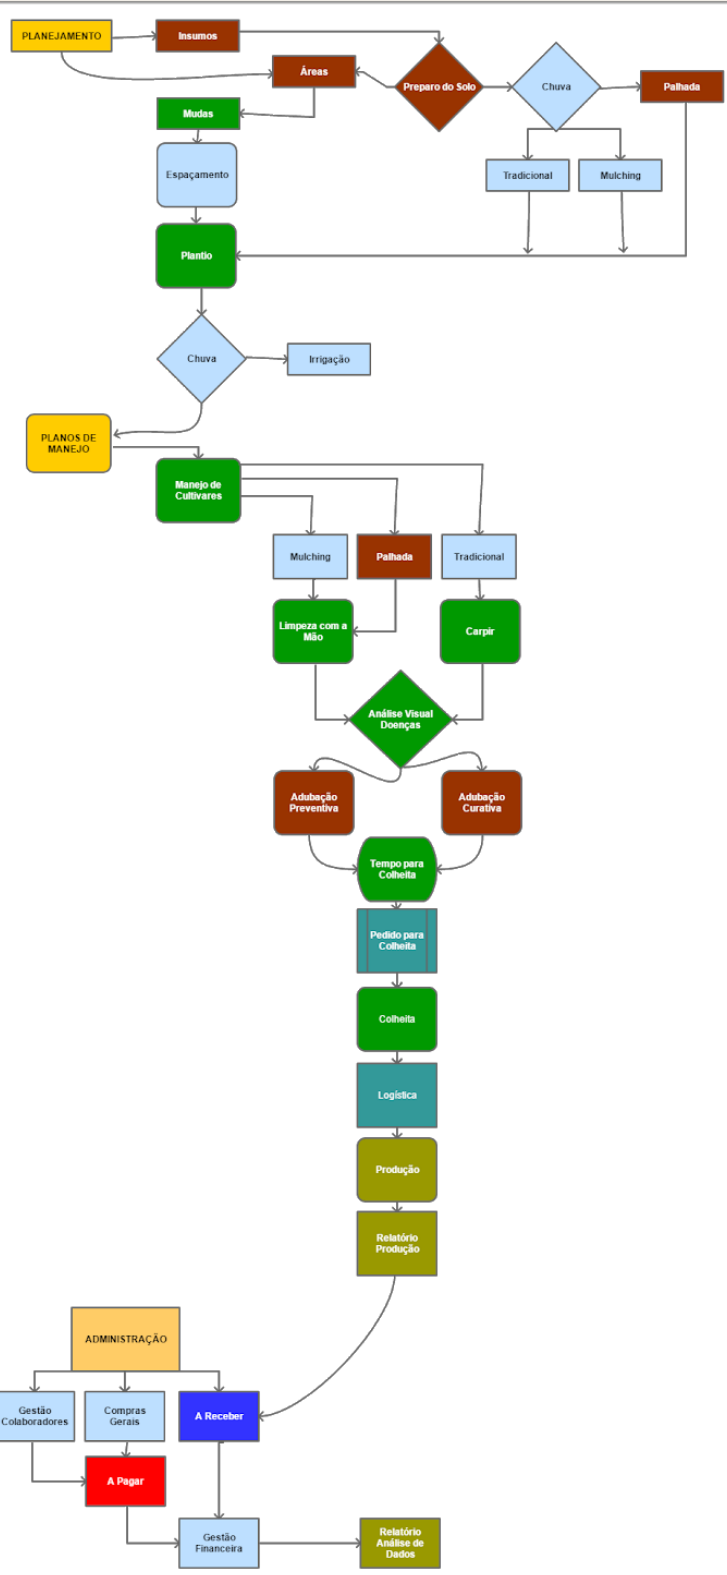 PLANEJAMENTO
Insumos
Áreas
Preparo do Solo
Chuva
Palhada
Mudas
Espaçamento
Tradicional
Mulching
Plantio
Chuva
Irrigação
PLANOS DE
MANEJO
Manejo de
Cultivares
Mulching
Palhada
Tradicional
Limpeza com a
Mão
Carpir
Análise Visual
Doenças
Adubação
Preventiva
Adubação
Curativa
Tempo para
Colheita
Pedido para
Colheita
Colheita
Logística
Produção
Relatório
Produção
ADMINISTRAÇÃO
Gestão
Colaboradores
Compras
Gerais
A Receber
A Pagar
Gestão
Financeira
Relatório
Análise de
Dados